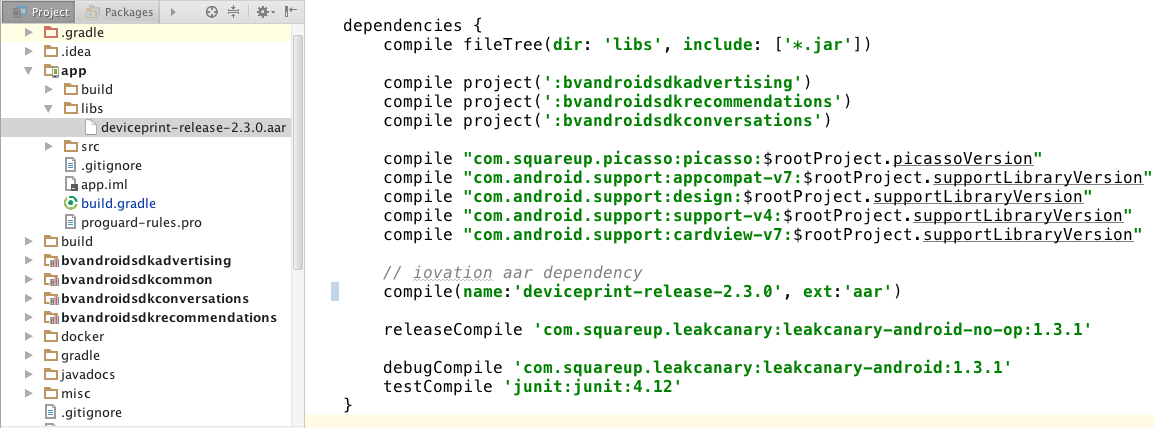 Project
Packages
.gradle
.idea
app
build
libs
deviceprint-release-2.3.0.aar
src
.gitignore
app.iml
build.gradle
proguard-rules.pro
build
bvandroidsdkadvertising
bvandroidsdkcommon
bvandroidsdkconversations
bvandroidsdkrecommendations
docker
gradle
javadocs
misc
.gitignore
dependencies {
compile fileTree(dir: 'libs', include: ['*.jar'])
compile project(':bvandroidsdkadvertising')
compile project(':bvandroidsdkrecommendations')
compile project(':bvandroidsdkconversations')
compile "com.squareup.picasso:picasso:$rootProject.picassoVersion"
compile "com.android.support:appcompat-v7:$rootProject.supportLibraryVersion"
compile "com.android.support:design:$rootProject.supportLibraryVersion"
compile "com.android.support:support-v4:$rootProject.supportLibraryVersion"
compile "com.android.support:cardview-v7:$rootProject.supportLibraryVersion"
// iovation aar dependency
compile(name:'deviceprint-release-2.3.0', ext:'aar')
releaseCompile 'com.squareup.leakcanary:leakcanary-android-no-op:1.3.1'
debugCompile 'com.squareup.leakcanary:leakcanary-android:1.3.1'
testCompile 'junit:junit:4.12'
}